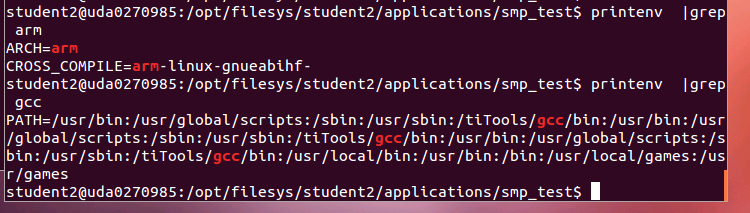 student2@uda0270985:/opt/filesys/student2/applications/smp_test$ printenv  |grep
 arm
ARCH=arm
CROSS_COMPILE=arm-linux-gnueabihf-
student2@uda0270985:/opt/filesys/student2/applications/smp_test$ printenv  |grep
 gcc
PATH=/usr/bin:/usr/global/scripts:/sbin:/usr/sbin:/tiTools/gcc/bin:/usr/bin:/usr
/global/scripts:/sbin:/usr/sbin:/tiTools/gcc/bin:/usr/bin:/usr/global/scripts:/s
bin:/usr/sbin:/tiTools/gcc/bin:/usr/local/bin:/usr/bin:/bin:/usr/local/games:/us
r/games
student2@uda0270985:/opt/filesys/student2/applications/smp_test$